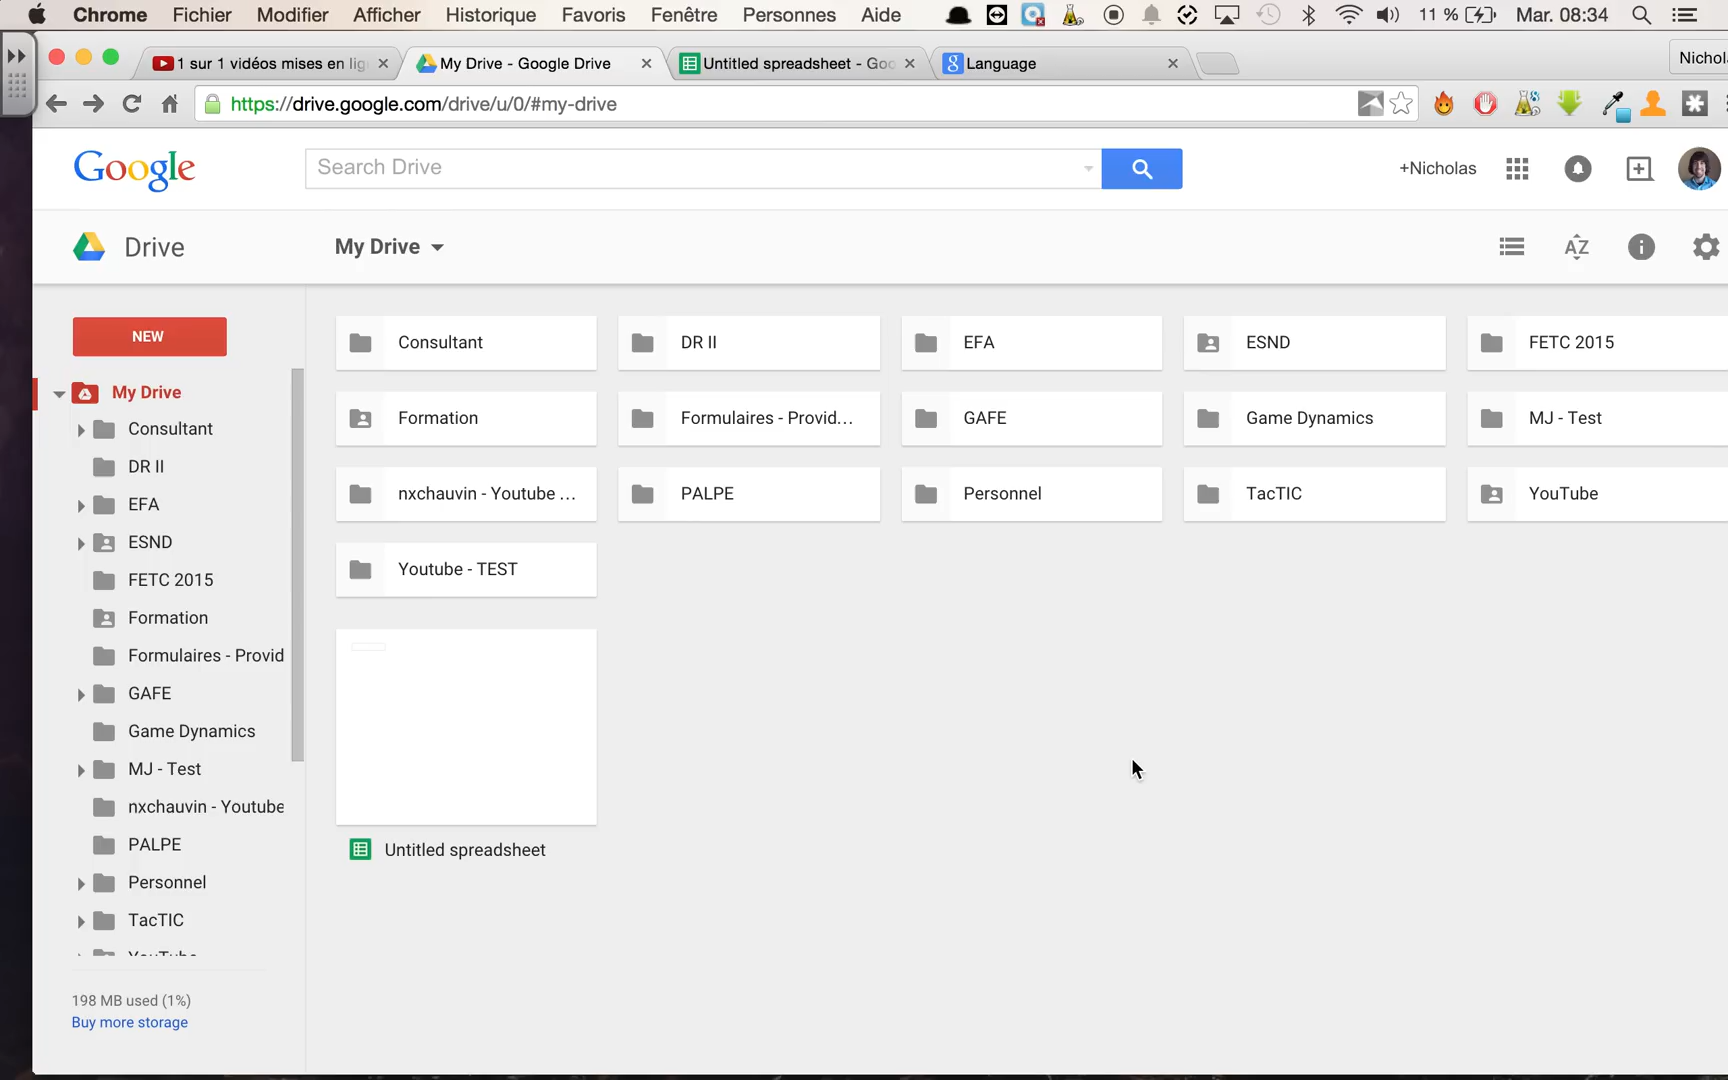 Chrome Fichier Modifier Afficher Historique Favoris Fenêtre Personnes Aide 11 % Mar. 08:34
1 sur 1 vidéos mises en lig My Drive - Google Drive Untitled spreadsheet - Goo Language Nichol
https://drive.google.com/drive/u/0/#my-drive
Google Search Drive +Nicholas
Drive My Drive AZ
NEW
My Drive
Consultant
DR II
EFA
ESND
FETC 2015
Formation
Formulaires - Provid
GAFE
Game Dynamics
MJ - Test
nxchauvin - Youtube
PALPE
Personnel
TacTIC
YouTube
198 MB used (1%)
Buy more storage
Consultant DR II EFA ESND FETC 2015
Formation Formulaires - Provid... GAFE Game Dynamics MJ - Test
nxchauvin - Youtube ... PALPE Personnel TacTIC YouTube
Youtube - TEST
Untitled spreadsheet